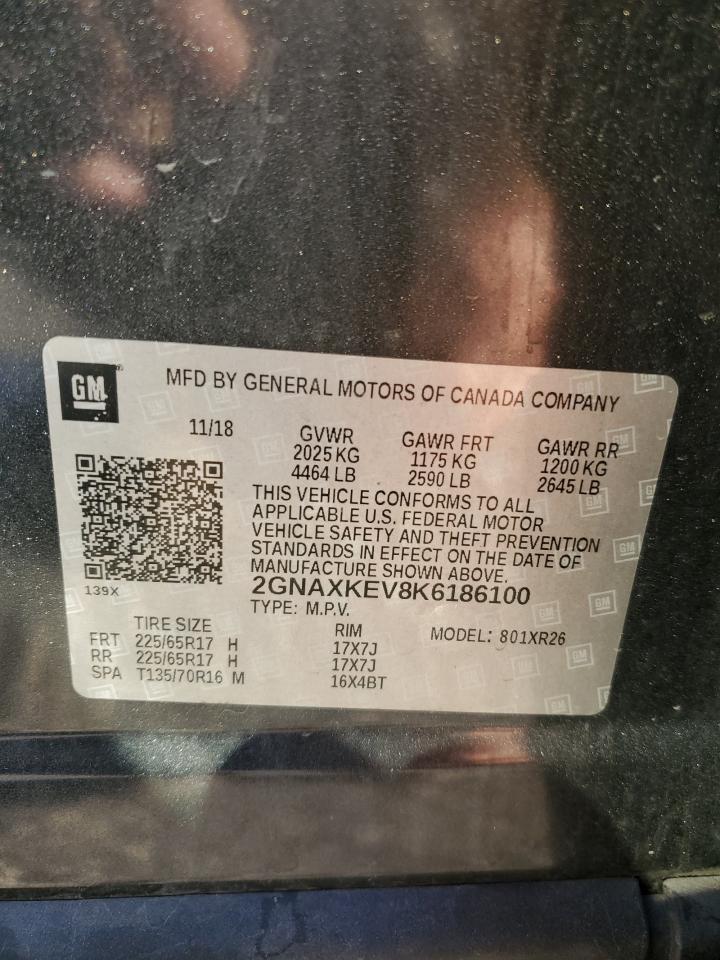 GM
MFD BY GENERAL MOTORS OF CANADA COMPANY
11/18
GVWR GAWR FRT GAWR RR
2025 KG 1175 KG 1200 KG
4464 LB 2590 LB 2645 LB
THIS VEHICLE CONFORMS TO ALL
APPLICABLE U.S. FEDERAL MOTOR
VEHICLE SAFETY AND THEFT PREVENTION
STANDARDS IN EFFECT ON THE DATE OF
MANUFACTURE SHOWN ABOVE.
139X
2GNAXKEV8K6186100
TYPE: M.P.V.
TIRE SIZE RIM MODEL: 801XR26
FRT 225/65R17 H 17X7J
RR 225/65R17 H 17X7J
SPA T135/70R16 M 16X4BT